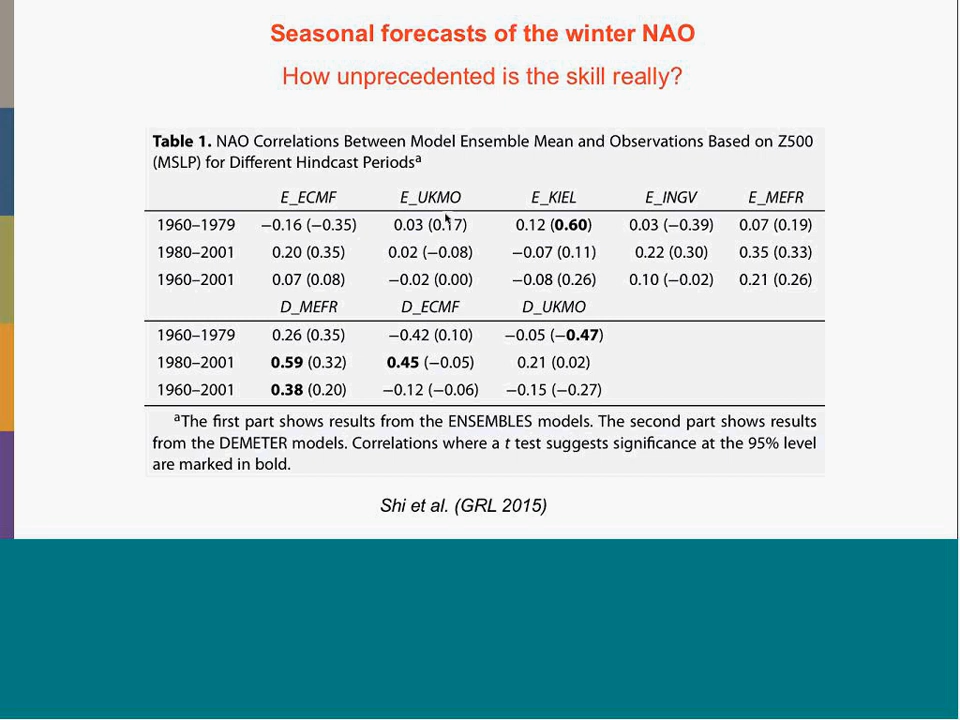 Seasonal forecasts of the winter NAO
How unprecedented is the skill really?
Table 1. NAO Correlations Between Model Ensemble Mean and Observations Based on Z500
(MSLP) for Different Hindcast Periodsᵃ
E_ECMF E_UKMO E_KIEL E_INGV E_MEFR
1960–1979 −0.16 (−0.35) 0.03 (0.17) 0.12 (0.60) 0.03 (−0.39) 0.07 (0.19)
1980–2001 0.20 (0.35) 0.02 (−0.08) −0.07 (0.11) 0.22 (0.30) 0.35 (0.33)
1960–2001 0.07 (0.08) −0.02 (0.00) −0.08 (0.26) 0.10 (−0.02) 0.21 (0.26)
D_MEFR D_ECMF D_UKMO
1960–1979 0.26 (0.35) −0.42 (0.10) −0.05 (−0.47)
1980–2001 0.59 (0.32) 0.45 (−0.05) 0.21 (0.02)
1960–2001 0.38 (0.20) −0.12 (−0.06) −0.15 (−0.27)
ᵃThe first part shows results from the ENSEMBLES models. The second part shows results
from the DEMETER models. Correlations where a t test suggests significance at the 95% level
are marked in bold.
Shi et al. (GRL 2015)